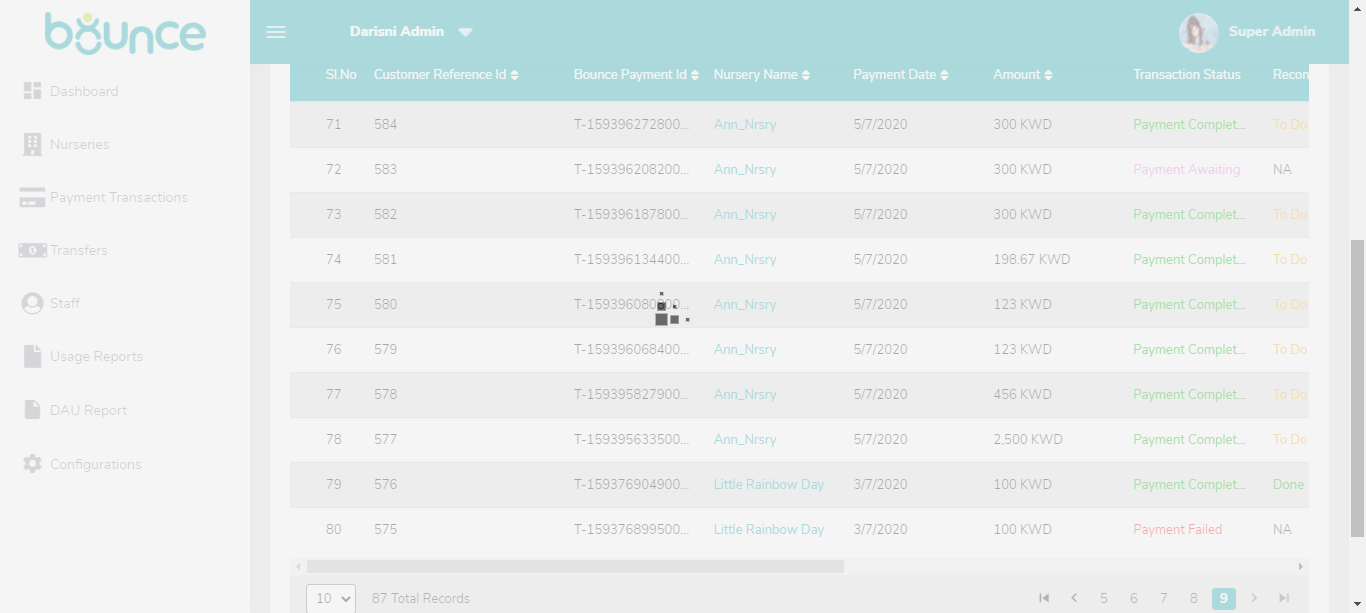 bounce
Darisni Admin
Super Admin
Dashboard
Nurseries
Payment Transactions
Transfers
Staff
Usage Reports
DAU Report
Configurations
Sl.No Customer Reference Id Bounce Payment Id Nursery Name Payment Date Amount Transaction Status Recon
71 584 T-159396272800... Ann_Nrsry 5/7/2020 300 KWD Payment Complet... To Do
72 583 T-159396208200... Ann_Nrsry 5/7/2020 300 KWD Payment Awaiting NA
73 582 T-159396187800... Ann_Nrsry 5/7/2020 300 KWD Payment Complet... To Do
74 581 T-159396134400... Ann_Nrsry 5/7/2020 198.67 KWD Payment Complet... To Do
75 580 T-159396080000... Ann_Nrsry 5/7/2020 123 KWD Payment Complet... To Do
76 579 T-159396068400... Ann_Nrsry 5/7/2020 123 KWD Payment Complet... To Do
77 578 T-159395827900... Ann_Nrsry 5/7/2020 456 KWD Payment Complet... To Do
78 577 T-159395633500... Ann_Nrsry 5/7/2020 2,500 KWD Payment Complet... To Do
79 576 T-159376904900... Little Rainbow Day 3/7/2020 100 KWD Payment Complet... Done
80 575 T-159376899500... Little Rainbow Day 3/7/2020 100 KWD Payment Failed NA
10 87 Total Records 5 6 7 8 9